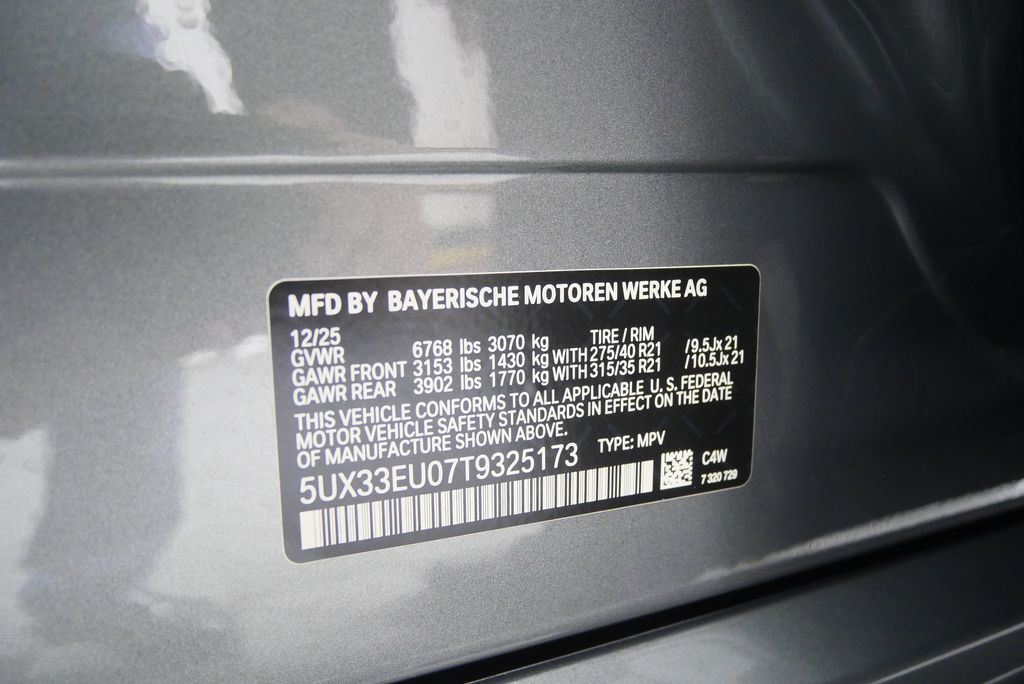 MFD BY BAYERISCHE MOTOREN WERKE AG
12/25 TIRE / RIM
GVWR 6768 lbs 3070 kg
GAWR FRONT 3153 lbs 1430 kg WITH 275/40 R21 /9.5Jx21
GAWR REAR 3902 lbs 1770 kg WITH 315/35 R21 /10.5Jx21
THIS VEHICLE CONFORMS TO ALL APPLICABLE U.S. FEDERAL
MOTOR VEHICLE SAFETY STANDARDS IN EFFECT ON THE DATE
OF MANUFACTURE SHOWN ABOVE. TYPE: MPV
5UX33EU07T9325173 C4W
7 320 729